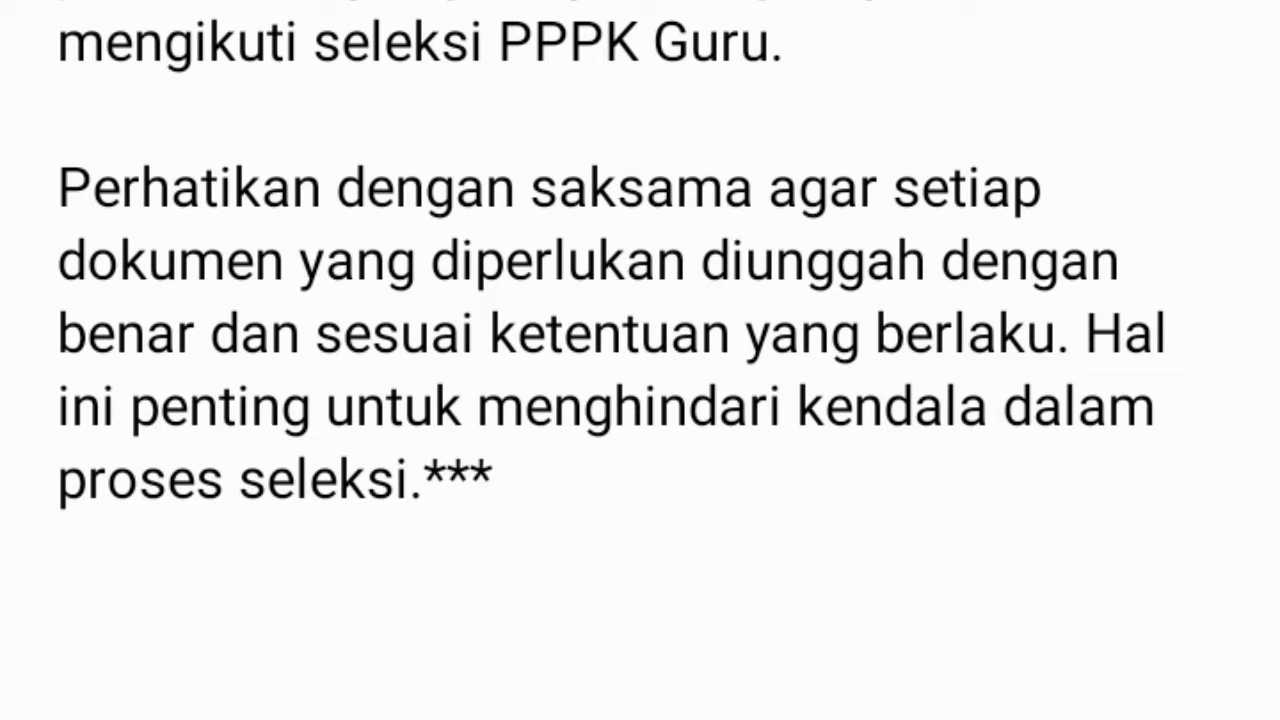 mengikuti seleksi PPPK Guru.
Perhatikan dengan saksama agar setiap
dokumen yang diperlukan diunggah dengan
benar dan sesuai ketentuan yang berlaku. Hal
ini penting untuk menghindari kendala dalam
proses seleksi.***